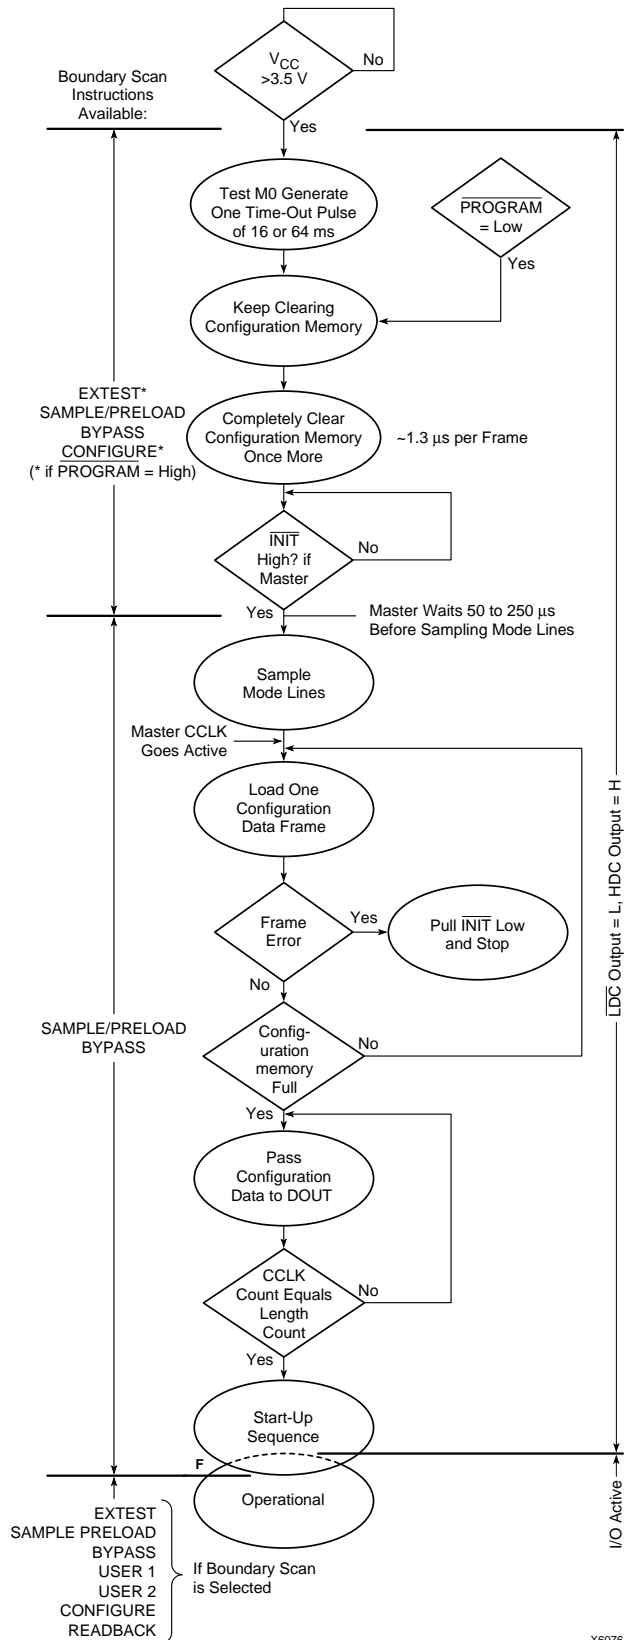 V_CC
>3.5 V
No
Boundary Scan
Instructions
Available:
Yes
Test M0 Generate
One Time-Out Pulse
of 16 or 64 ms
PROGRAM
= Low
Yes
Keep Clearing
Configuration Memory
EXTEST*
SAMPLE/PRELOAD
BYPASS
CONFIGURE*
(* if PROGRAM = High)
Completely Clear
Configuration Memory
Once More
~1.3 µs per Frame
INIT
High? if
Master
No
Yes
Master Waits 50 to 250 µs
Before Sampling Mode Lines
Sample
Mode Lines
Master CCLK
Goes Active
Load One
Configuration
Data Frame
LDC Output = L, HDC Output = H
Frame
Error
Yes
Pull INIT Low
and Stop
No
SAMPLE/PRELOAD
BYPASS
Config-
uration
memory
Full
No
Yes
Pass
Configuration
Data to DOUT
CCLK
Count Equals
Length
Count
No
Yes
Start-Up
Sequence
F
Operational
I/O Active
EXTEST
SAMPLE PRELOAD
BYPASS
USER 1
USER 2
CONFIGURE
READBACK
If Boundary Scan
is Selected
X6076